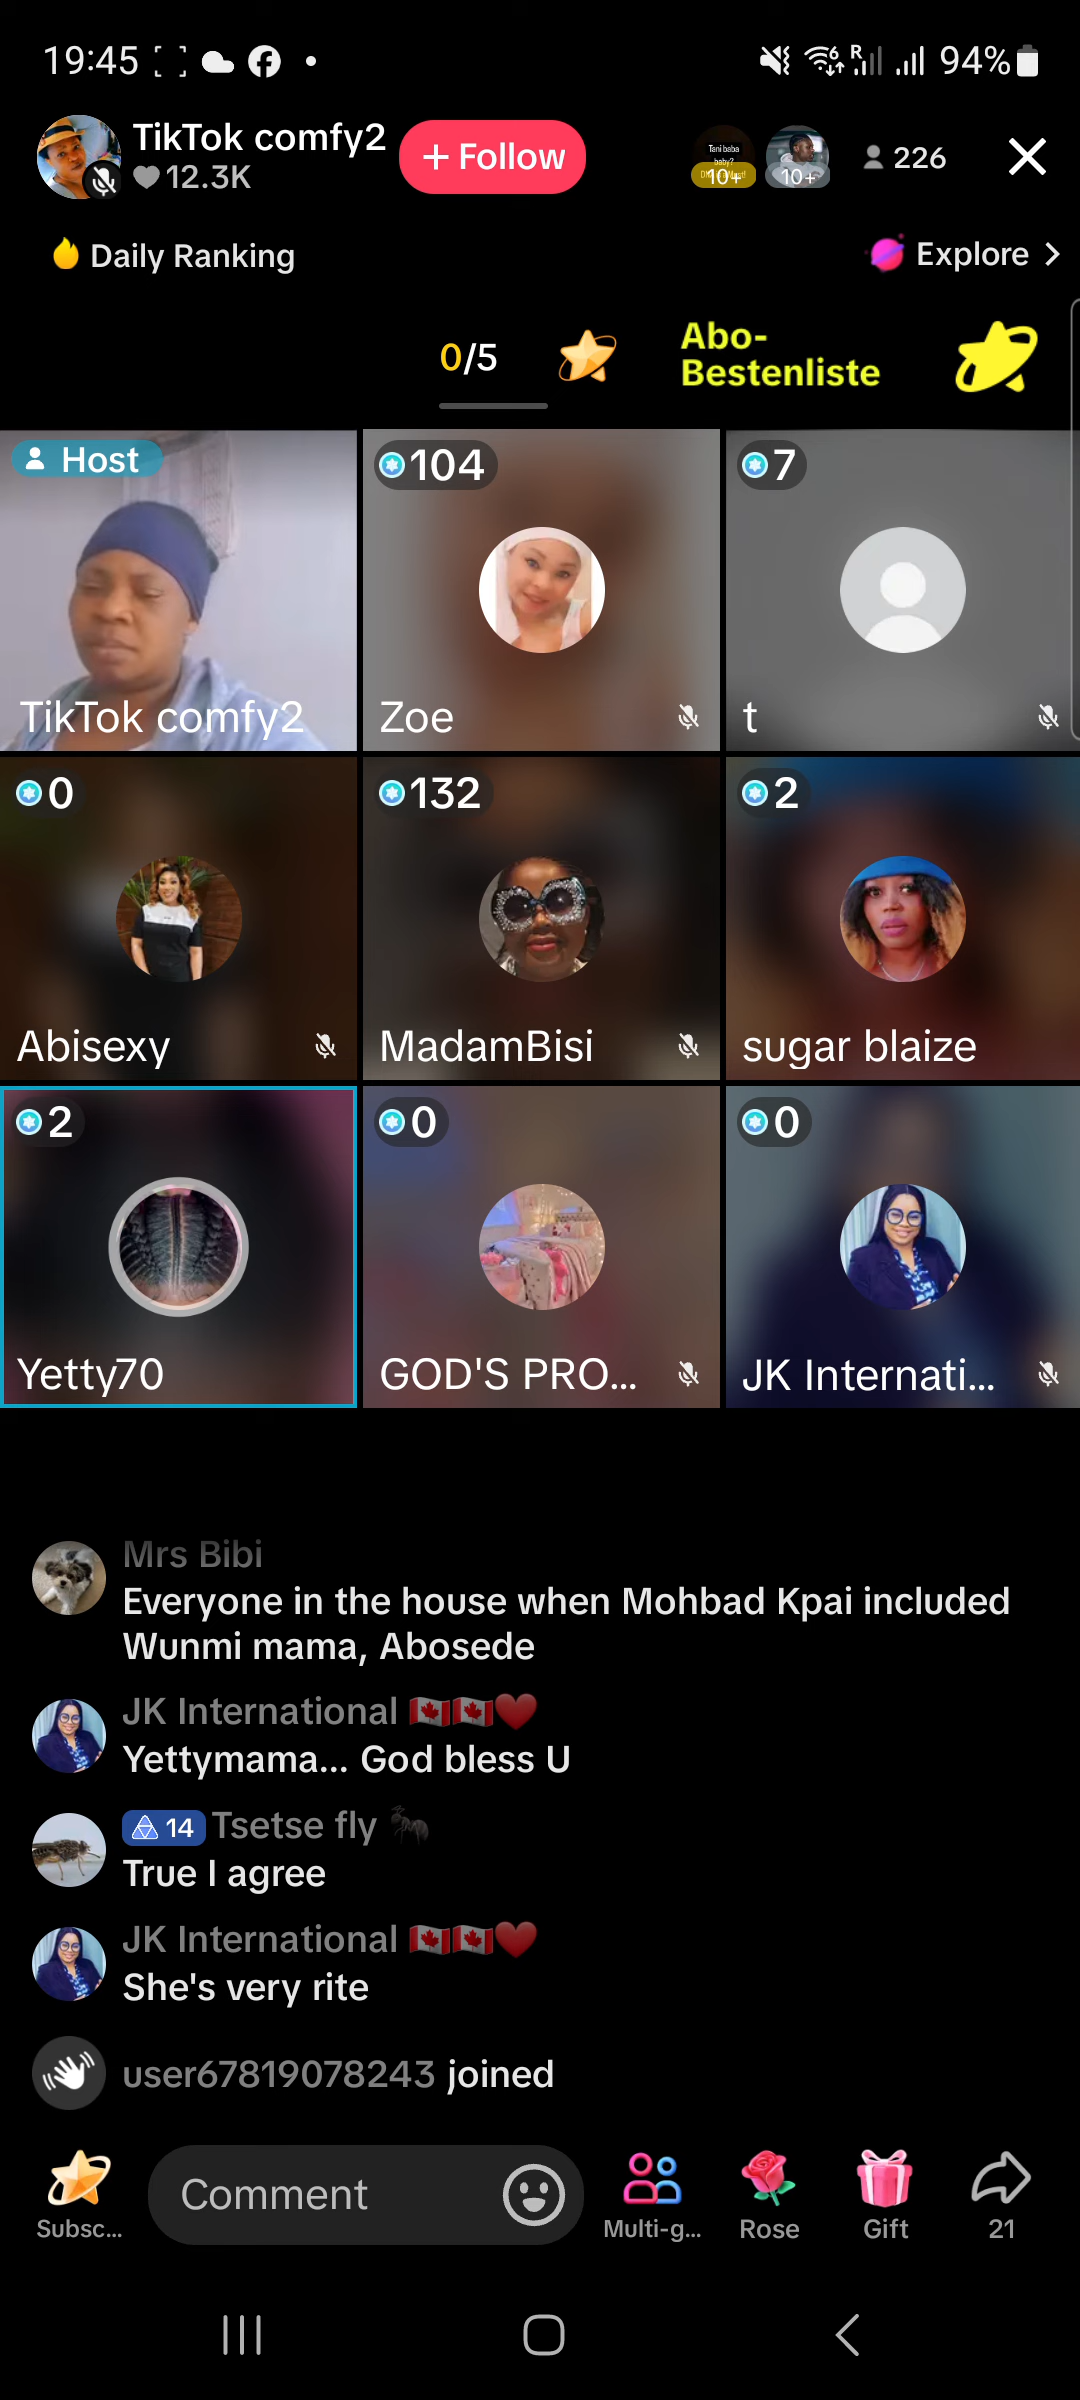 19:45
R
94%
TikTok comfy2
12.3K
+ Follow
Tani baba
baby?
10+
10+
226
Daily Ranking
Explore
0/5
Abo-
Bestenliste
Host
TikTok comfy2
104
Zoe
7
t
0
Abisexy
132
MadamBisi
2
sugar blaize
2
Yetty70
0
GOD'S PRO...
0
JK Internati...
Mrs Bibi
Everyone in the house when Mohbad Kpai included
Wunmi mama, Abosede
JK International 🇨🇦🇨🇦❤️
Yettymama... God bless U
14 Tsetse fly 🐜
True I agree
JK International 🇨🇦🇨🇦❤️
She's very rite
user67819078243 joined
Subsc...
Comment
Multi-g...
Rose
Gift
21